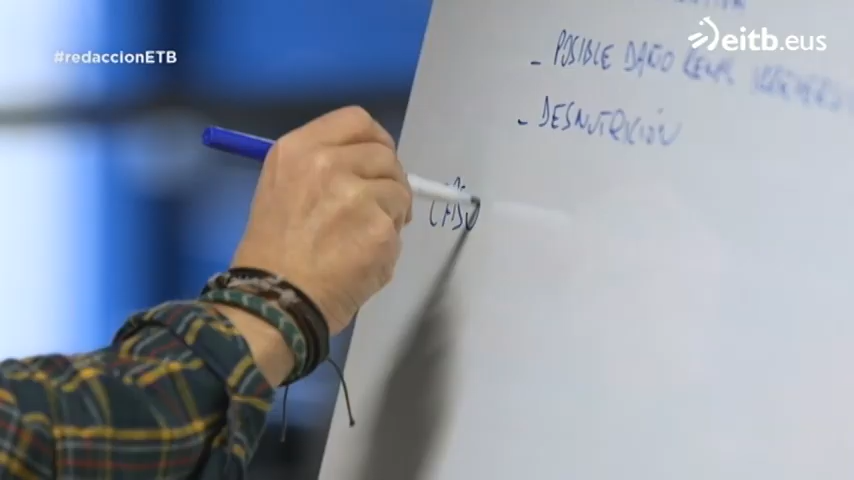 #redaccionETB
eitb.eus
- POSIBLE DAÑO RENAL
- DESNUTRICIÓN
CASO